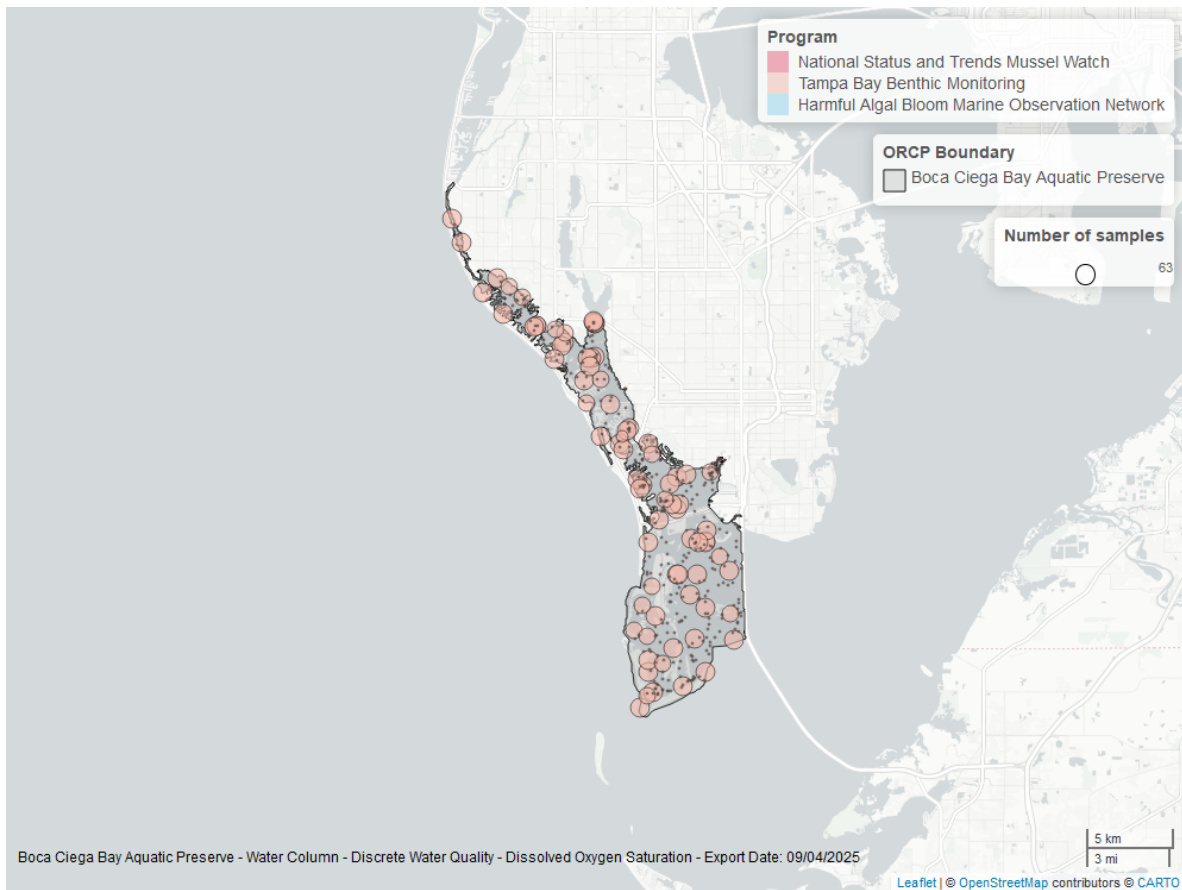 Program
National Status and Trends Mussel Watch
Tampa Bay Benthic Monitoring
Harmful Algal Bloom Marine Observation Network
ORCP Boundary
Boca Ciega Bay Aquatic Preserve
Number of samples
63
5 km
3 mi
Boca Ciega Bay Aquatic Preserve - Water Column - Discrete Water Quality - Dissolved Oxygen Saturation - Export Date: 09/04/2025
Leaflet | © OpenStreetMap contributors © CARTO